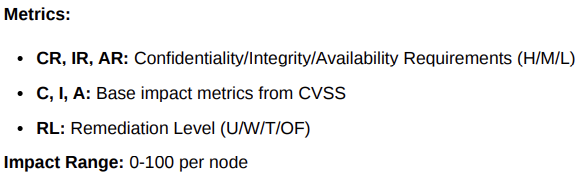 Metrics:
• CR, IR, AR: Confidentiality/Integrity/Availability Requirements (H/M/L)
• C, I, A: Base impact metrics from CVSS
• RL: Remediation Level (U/W/T/OF)
Impact Range: 0-100 per node